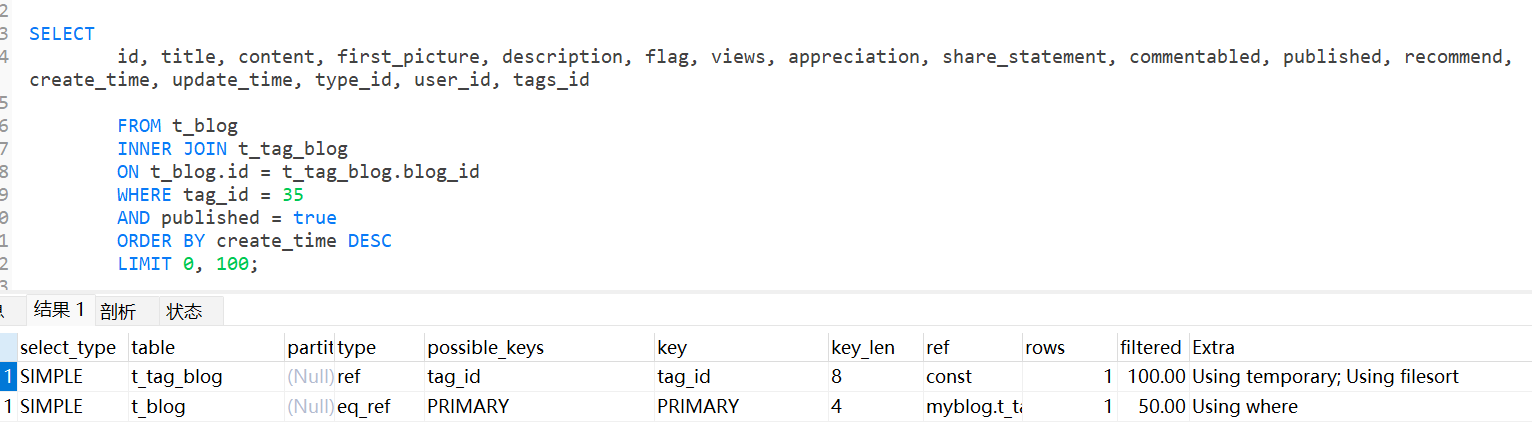 2
3 SELECT
4 id, title, content, first_picture, description, flag, views, appreciation, share_statement, commentabled, published, recommend,
create_time, update_time, type_id, user_id, tags_id
5
6 FROM t_blog
7 INNER JOIN t_tag_blog
8 ON t_blog.id = t_tag_blog.blog_id
9 WHERE tag_id = 35
0 AND published = true
1 ORDER BY create_time DESC
2 LIMIT 0, 100;
3
结果 1 剖析 状态
select_type table partit type possible_keys key key_len ref rows filtered Extra
1 SIMPLE t_tag_blog (Null) ref tag_id tag_id 8 const 1 100.00 Using temporary; Using filesort
1 SIMPLE t_blog (Null) eq_ref PRIMARY PRIMARY 4 myblog.t_ta 1 50.00 Using where